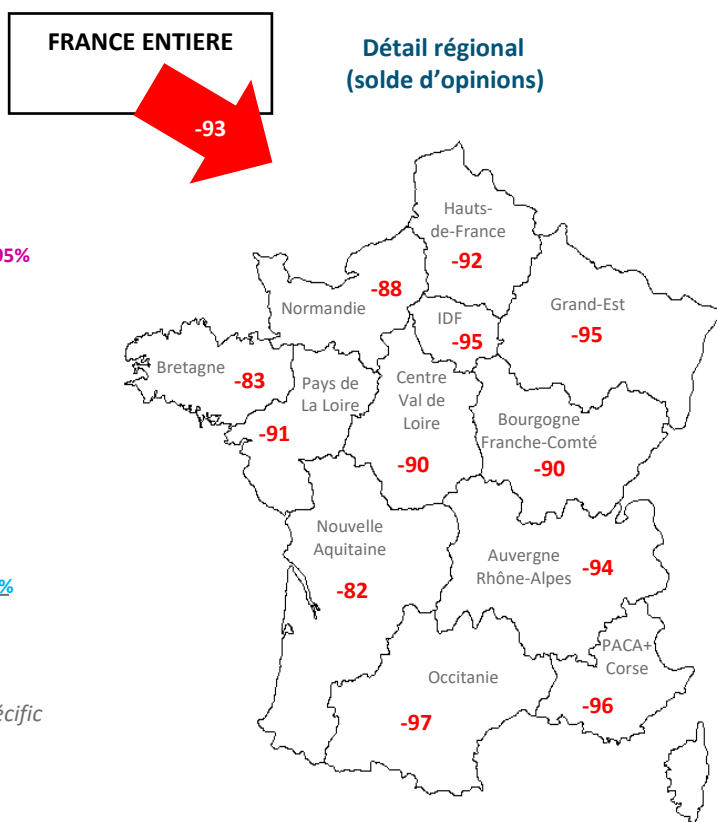 FRANCE ENTIERE
-93
Détail régional
(solde d’opinions)
95%
%
écific
Hauts-
de-France
-92
Normandie
-88
IDF
-95
Grand-Est
-95
Bretagne
-83
Pays de
La Loire
-91
Centre
Val de
Loire
-90
Bourgogne
Franche-Comté
-90
Nouvelle
Aquitaine
-82
Auvergne
Rhône-Alpes
-94
Occitanie
-97
PACA+
Corse
-96